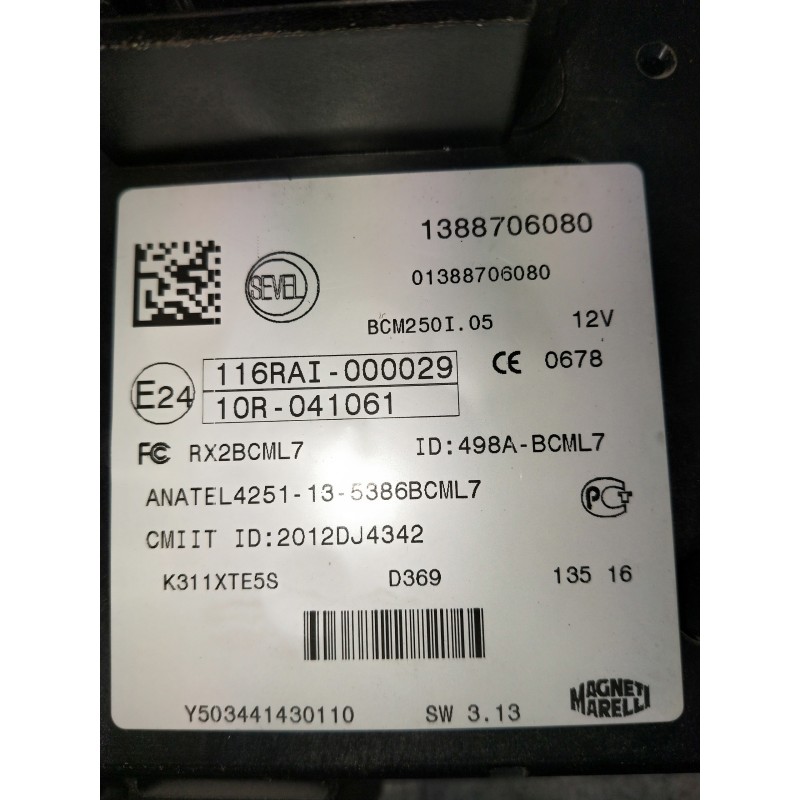 1388706080
SEVEL
01388706080
BCM250I.05 12V
E24 116RAI-000029 CE 0678
10R-041061
FC RX2BCML7 ID:498A-BCML7
ANATEL4251-13-5386BCML7 PCT
CMIIT ID:2012DJ4342
K311XTE5S D369 135 16
MAGNETI
MARELLI
Y503441430110 SW 3.13